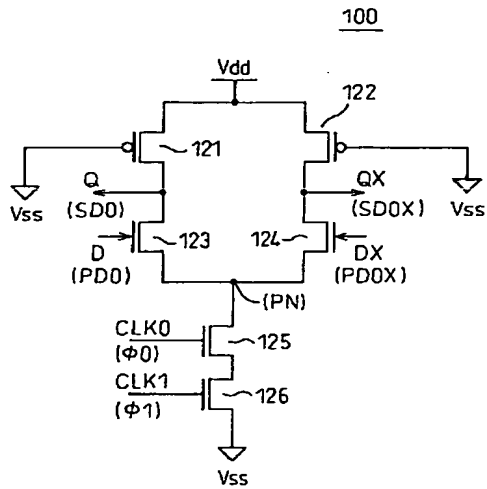 100
Vdd
122
121
Q
QX
Vss
(SD0)
(SD0X)
Vss
123
124
D
DX
(PD0)
(PD0X)
(PN)
CLK0
(Φ0)
125
CLK1
(Φ1)
126
Vss